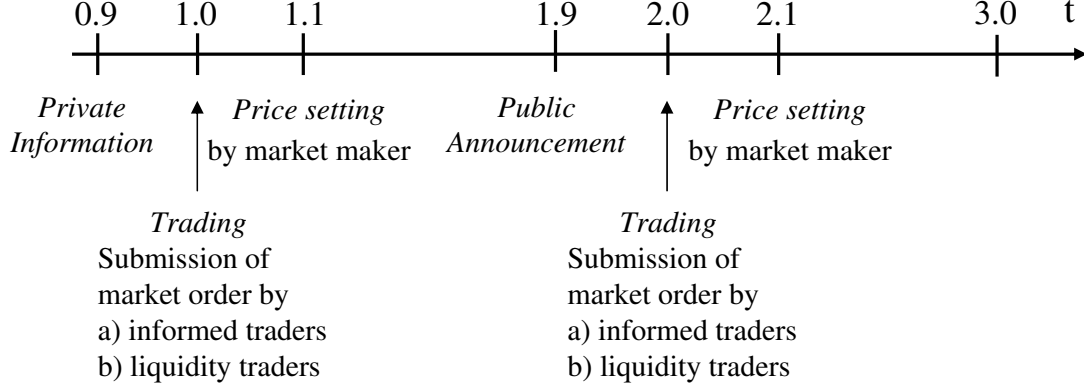 0.9 1.0 1.1 1.9 2.0 2.1 3.0 t
Private
Information
Price setting
by market maker
Public
Announcement
Price setting
by market maker
Trading
Submission of
market order by
a) informed traders
b) liquidity traders
Trading
Submission of
market order by
a) informed traders
b) liquidity traders